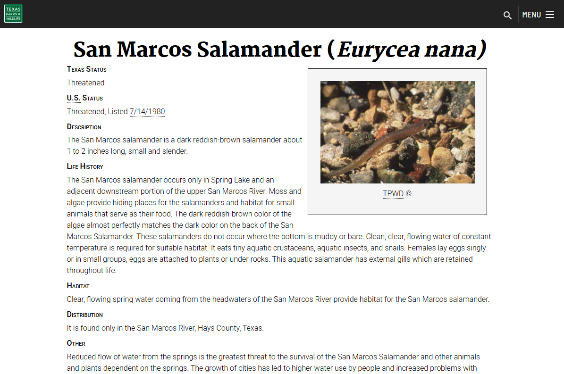 TEXAS
PARKS &
WILDLIFE
MENU
San Marcos Salamander (Eurycea nana)
Texas Status
Threatened
U.S. Status
Threatened, Listed 7/14/1980
Description
The San Marcos salamander is a dark reddish-brown salamander about
1 to 2 inches long, small and slender.
TPWD ©
Life History
The San Marcos salamander occurs only in Spring Lake and an
adjacent downstream portion of the upper San Marcos River. Moss and
algae provide hiding places for the salamanders and habitat for small
animals that serve as their food. The dark reddish-brown color of the
algae almost perfectly matches the dark color on the back of the San
Marcos Salamander. These salamanders do not occur where the bottom is muddy or bare. Clean, clear, flowing water of constant
temperature is required for suitable habitat. It eats tiny aquatic crustaceans, aquatic insects, and snails. Females lay eggs singly
or in small groups, eggs are attached to plants or under rocks. This aquatic salamander has external gills which are retained
throughout life.
Habitat
Clear, flowing spring water coming from the headwaters of the San Marcos River provide habitat for the San Marcos salamander.
Distribution
It is found only in the San Marcos River, Hays County, Texas.
Other
Reduced flow of water from the springs is the greatest threat to the survival of the San Marcos Salamander and other animals
and plants dependent on the springs. The growth of cities has led to higher water use by people and increased problems with